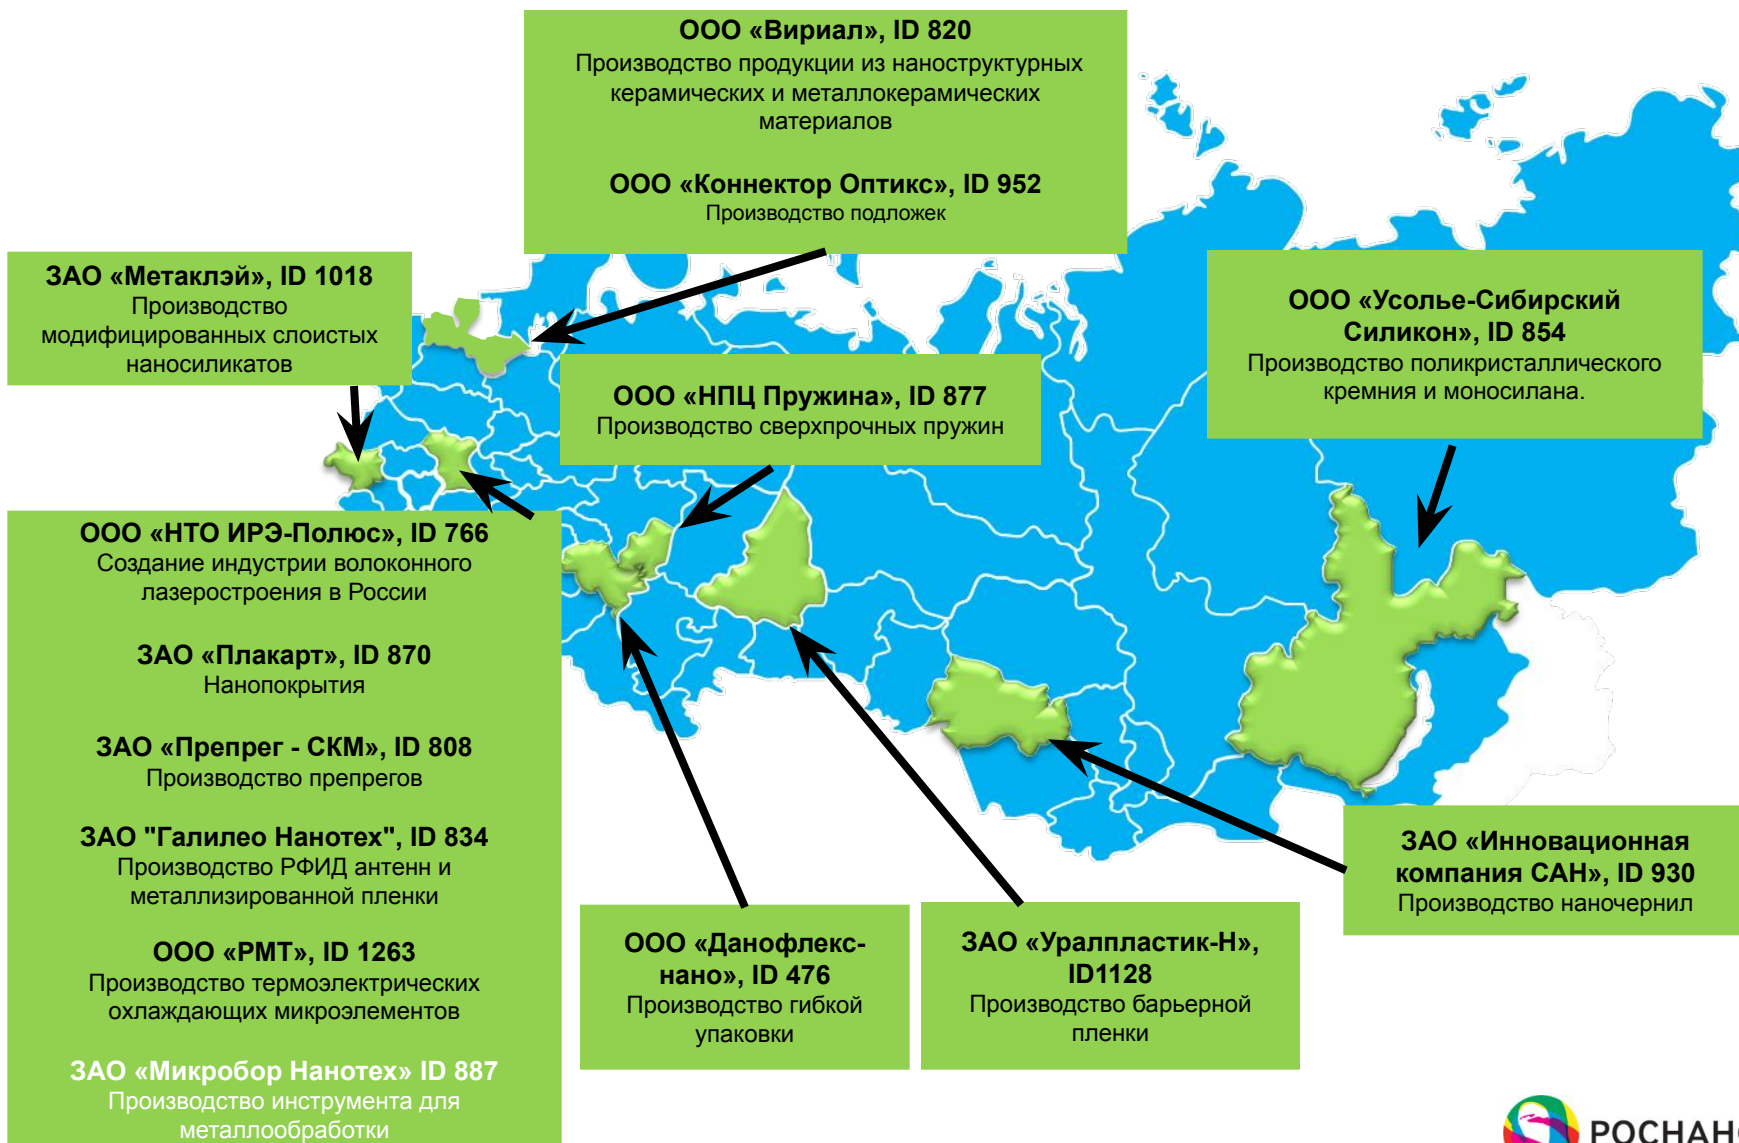 ООО «Вириал», ID 820
Производство продукции из наноструктурных
керамических и металлокерамических
материалов
ООО «Коннектор Оптикс», ID 952
Производство подложек
ЗАО «Метаклэй», ID 1018
Производство
модифицированных слоистых
наносиликатов
ООО «Усолье-Сибирский
Силикон», ID 854
Производство поликристаллического
кремния и моносилана.
ООО «НПЦ Пружина», ID 877
Производство сверхпрочных пружин
ООО «НТО ИРЭ-Полюс», ID 766
Создание индустрии волоконного
лазеростроения в России
ЗАО «Плакарт», ID 870
Нанопокрытия
ЗАО «Препрег - СКМ», ID 808
Производство препрегов
ЗАО "Галилео Нанотех", ID 834
Производство РФИД антенн и
металлизированной пленки
ООО «РМТ», ID 1263
Производство термоэлектрических
охлаждающих микроэлементов
ЗАО «Микробор Нанотех» ID 887
Производство инструмента для
металлообработки
ООО «Данофлекс-
нано», ID 476
Производство гибкой
упаковки
ЗАО «Уралпластик-Н»,
ID1128
Производство барьерной
пленки
ЗАО «Инновационная
компания САН», ID 930
Производство наночернил
РОСНАНО